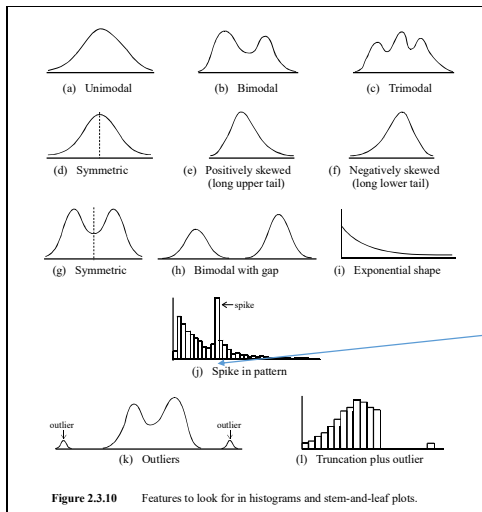 (a) Unimodal
(b) Bimodal
(c) Trimodal
(d) Symmetric
(e) Positively skewed
(long upper tail)
(f) Negatively skewed
(long lower tail)
(g) Symmetric
(h) Bimodal with gap
(i) Exponential shape
spike
(j) Spike in pattern
outlier
outlier
(k) Outliers
(l) Truncation plus outlier
Figure 2.3.10 Features to look for in histograms and stem-and-leaf plots.